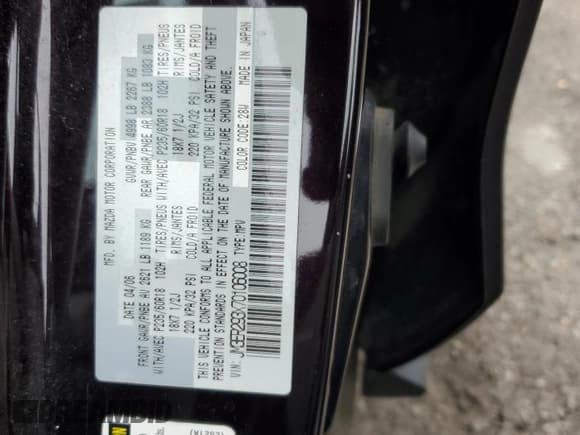 MFD. BY MAZDA MOTOR CORPORATION
DATE 04/06 GVWR/PNBV 4998 LB 2267 KG
FRONT GAWR/PNBE AV 2621 LB 1189 KG REAR GAWR/PNBE AR 2388 LB 1083 KG
WITH/AVEC P235/60R18 102H TIRES/PNEUS WITH/AVEC P235/60R18 102H TIRES/PNEUS
18X7 1/2J RIMS/JANTES 18X7 1/2J RIMS/JANTES
220 KPA/32 PSI COLD/A FROID 220 KPA/32 PSI COLD/A FROID
THIS VEHICLE CONFORMS TO ALL APPLICABLE FEDERAL MOTOR VEHICLE SAFETY AND THEFT
PREVENTION STANDARDS IN EFFECT ON THE DATE OF MANUFACTURE SHOWN ABOVE.
VIN: JM3ER293X70106008 TYPE:MPV COLOR CODE:28W MADE IN JAPAN
DREAMBID